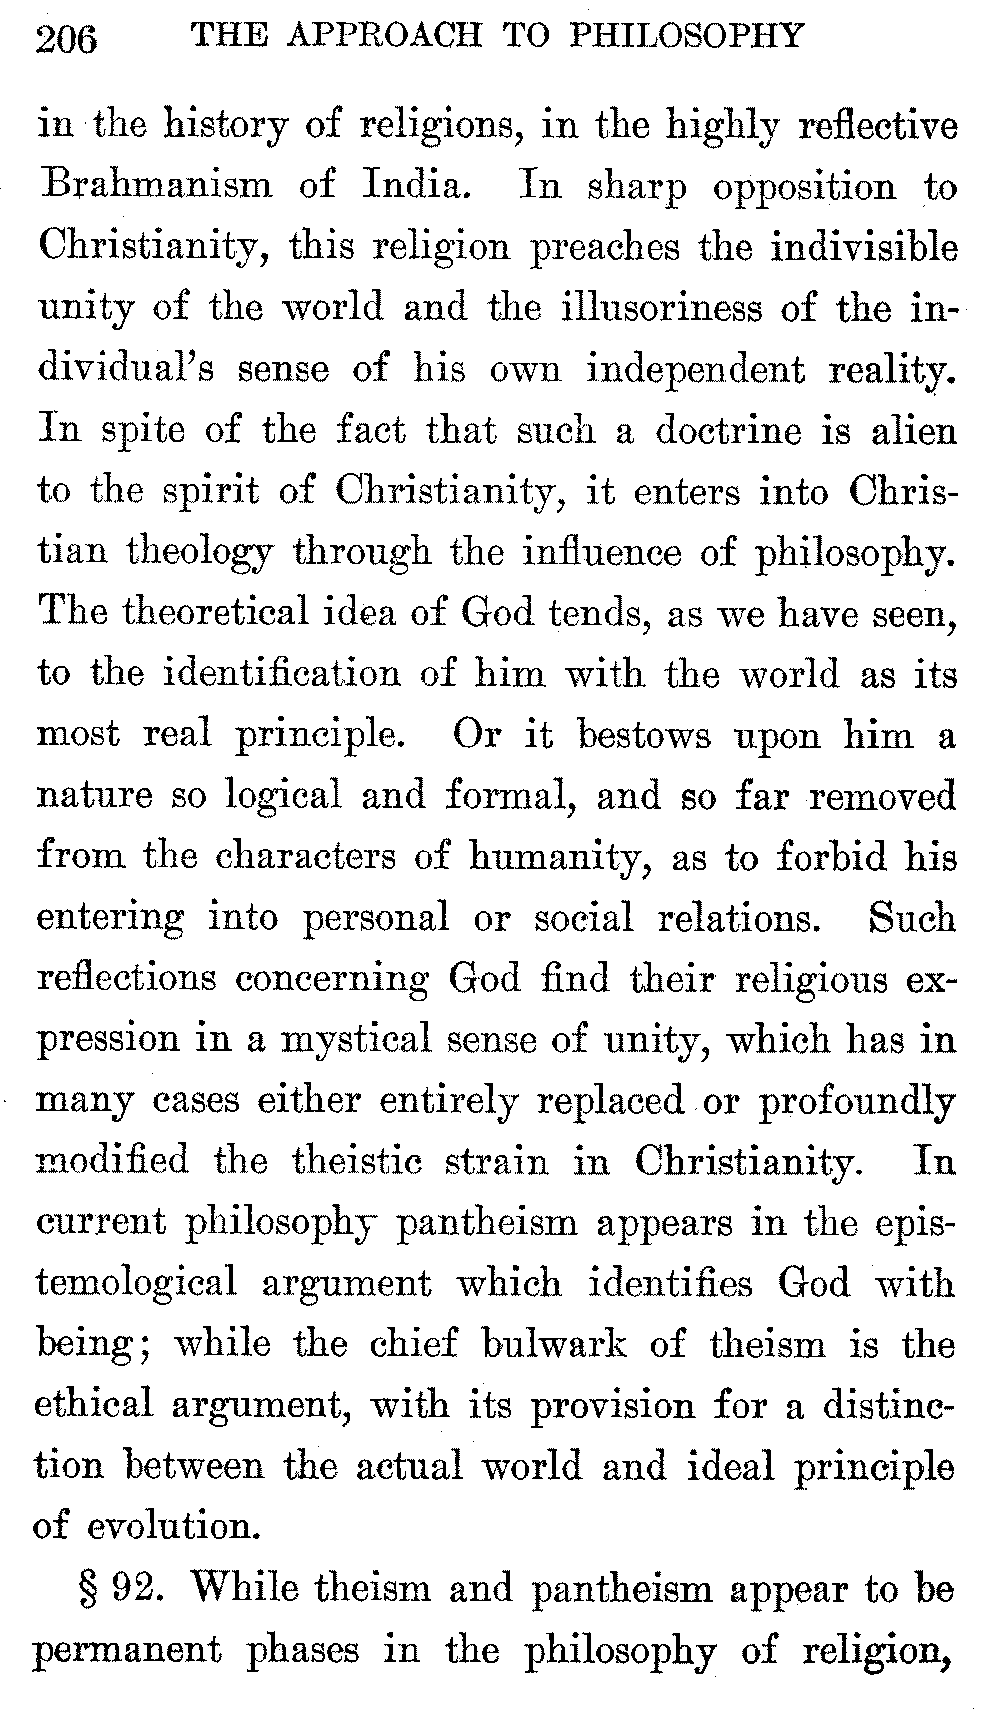 206 THE APPROACH TO PHILOSOPHY
in the history of religions, in the highly reflective
Brahmanism of India. In sharp opposition to
Christianity, this religion preaches the indivisible
unity of the world and the illusoriness of the in-
dividual's sense of his own independent reality.
In spite of the fact that such a doctrine is alien
to the spirit of Christianity, it enters into Chris-
tian theology through the influence of philosophy.
The theoretical idea of God tends, as we have seen,
to the identification of him with the world as its
most real principle. Or it bestows upon him a
nature so logical and formal, and so far removed
from the characters of humanity, as to forbid his
entering into personal or social relations. Such
reflections concerning God find their religious ex-
pression in a mystical sense of unity, which has in
many cases either entirely replaced or profoundly
modified the theistic strain in Christianity. In
current philosophy pantheism appears in the epis-
temological argument which identifies God with
being; while the chief bulwark of theism is the
ethical argument, with its provision for a distinc-
tion between the actual world and ideal principle
of evolution.
§ 92. While theism and pantheism appear to be
permanent phases in the philosophy of religion,